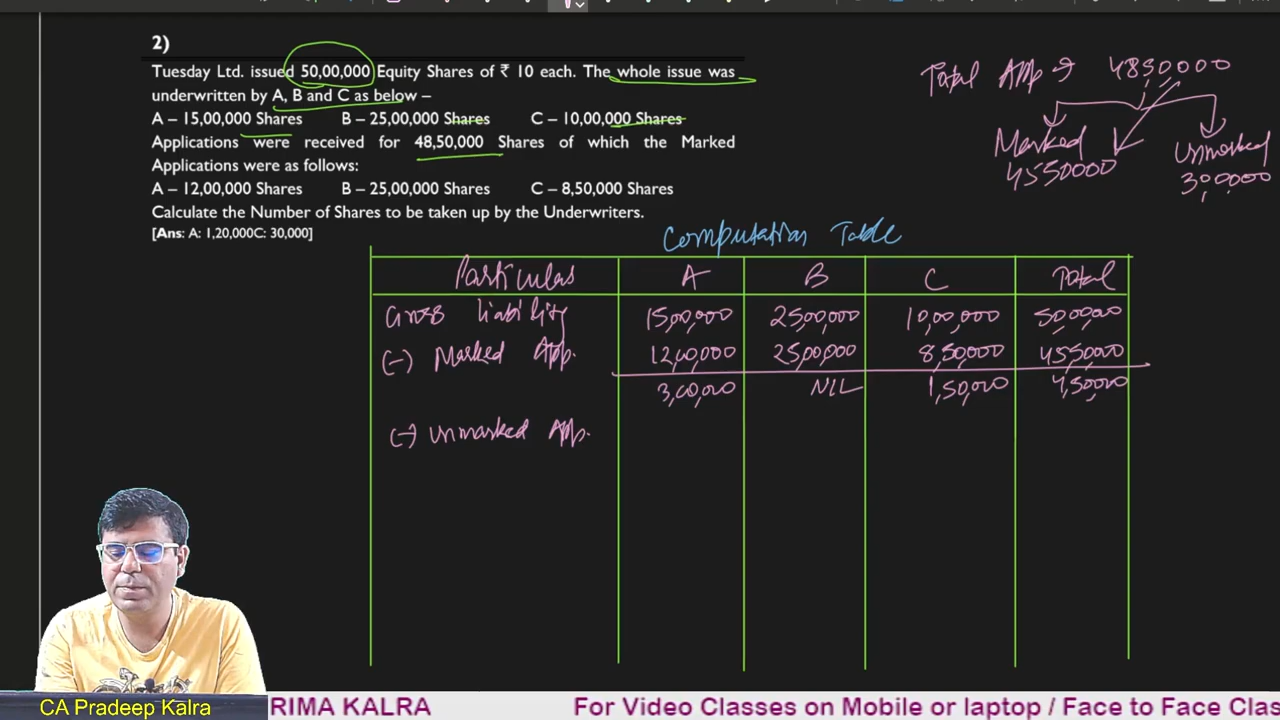 2)
Tuesday Ltd. issued 50,00,000 Equity Shares of ₹ 10 each. The whole issue was
underwritten by A, B and C as below –
A – 15,00,000 Shares B – 25,00,000 Shares C – 10,00,000 Shares
Applications were received for 48,50,000 Shares of which the Marked
Applications were as follows:
A – 12,00,000 Shares B – 25,00,000 Shares C – 8,50,000 Shares
Calculate the Number of Shares to be taken up by the Underwriters.
[Ans: A: 1,20,000C: 30,000]
Total App → 4850000
Marked Unmarked
4550000 300000
Computation Table
Particulas A B C Total
Gross liability 15,00,000 25,00,000 10,00,000 50,00,000
(-) Marked App. 12,00,000 25,00,000 8,50,000 45,50,000
3,00,000 NIL 1,50,000 4,50,000
(-) Unmarked App.
CA Pradeep Kalra
RIMA KALRA For Video Classes on Mobile or laptop / Face to Face Clas